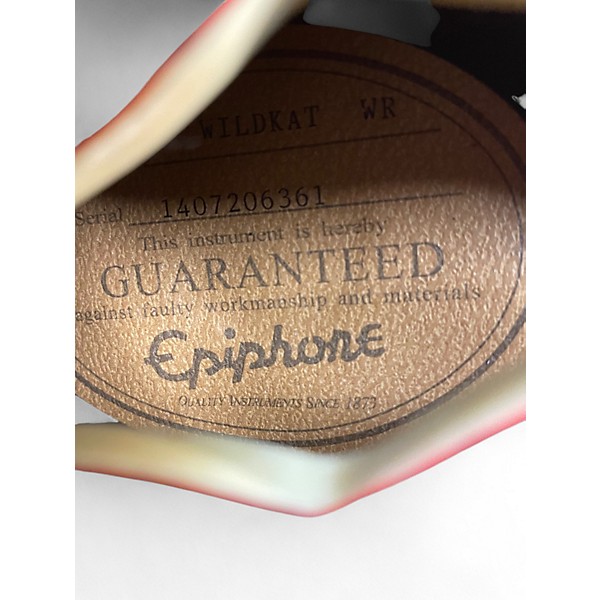 WILDKAT WR
Serial 1407206361
This instrument is hereby
GUARANTEED
against faulty workmanship and materials
Epiphone
QUALITY INSTRUMENTS SINCE 1873